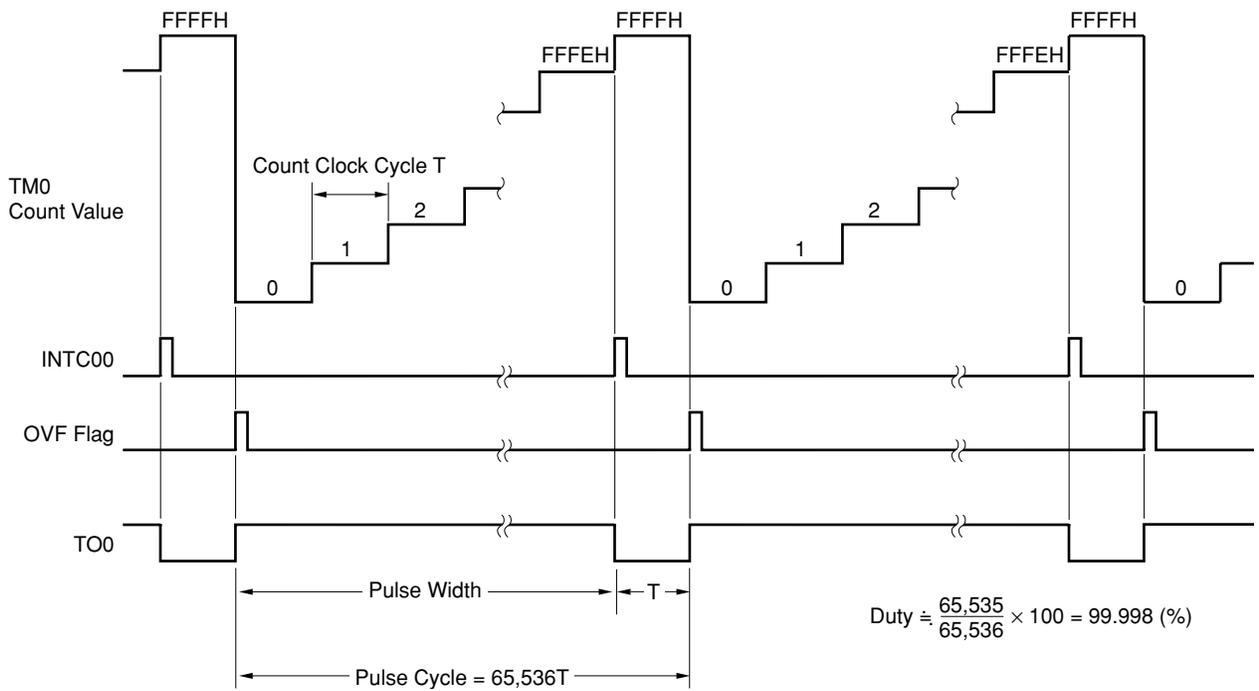 FFFFH FFFFH FFFFH
FFFEH FFFEH
Count Clock Cycle T
TM0
Count Value
2 2
1 1
0 0 0
INTC00
OVF Flag
TO0
Pulse Width T
Duty ≒ 65,535 / 65,536 × 100 = 99.998 (%)
Pulse Cycle = 65,536T